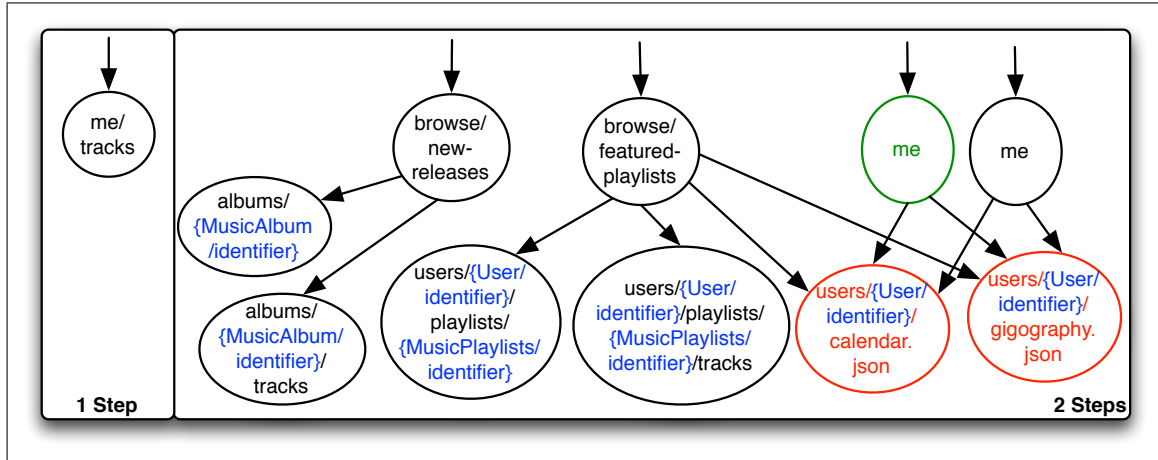 me/
tracks
1 Step
browse/
new-
releases
browse/
featured-
playlists
me
me
albums/
{MusicAlbum
/identifier}
albums/
{MusicAlbum/
identifier}/
tracks
users/{User/
identifier}/
playlists/
{MusicPlaylists/
identifier}
users/{User/
identifier}/playlists/
{MusicPlaylists/
identifier}/tracks
users/{User/
identifier}/
calendar.
json
users/{User/
identifier}/
gigography.
json
2 Steps